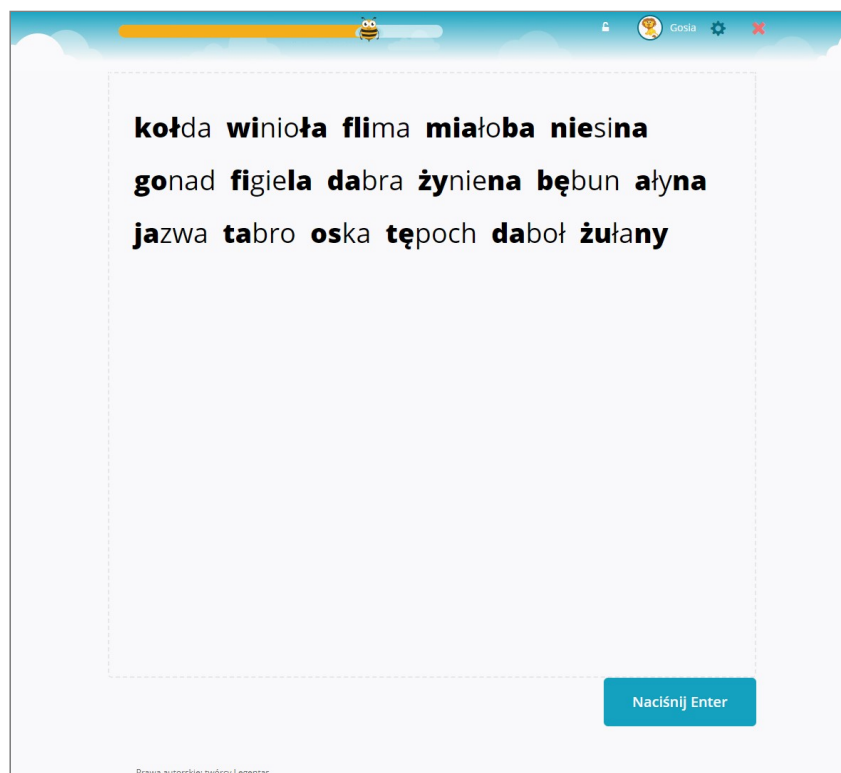 Gosia
kołda winioła flima miałoba niesina
gonad figiela dabra żyniena bębun ałyna
jazwa tabro oska tępoch daboł żułany
Naciśnij Enter